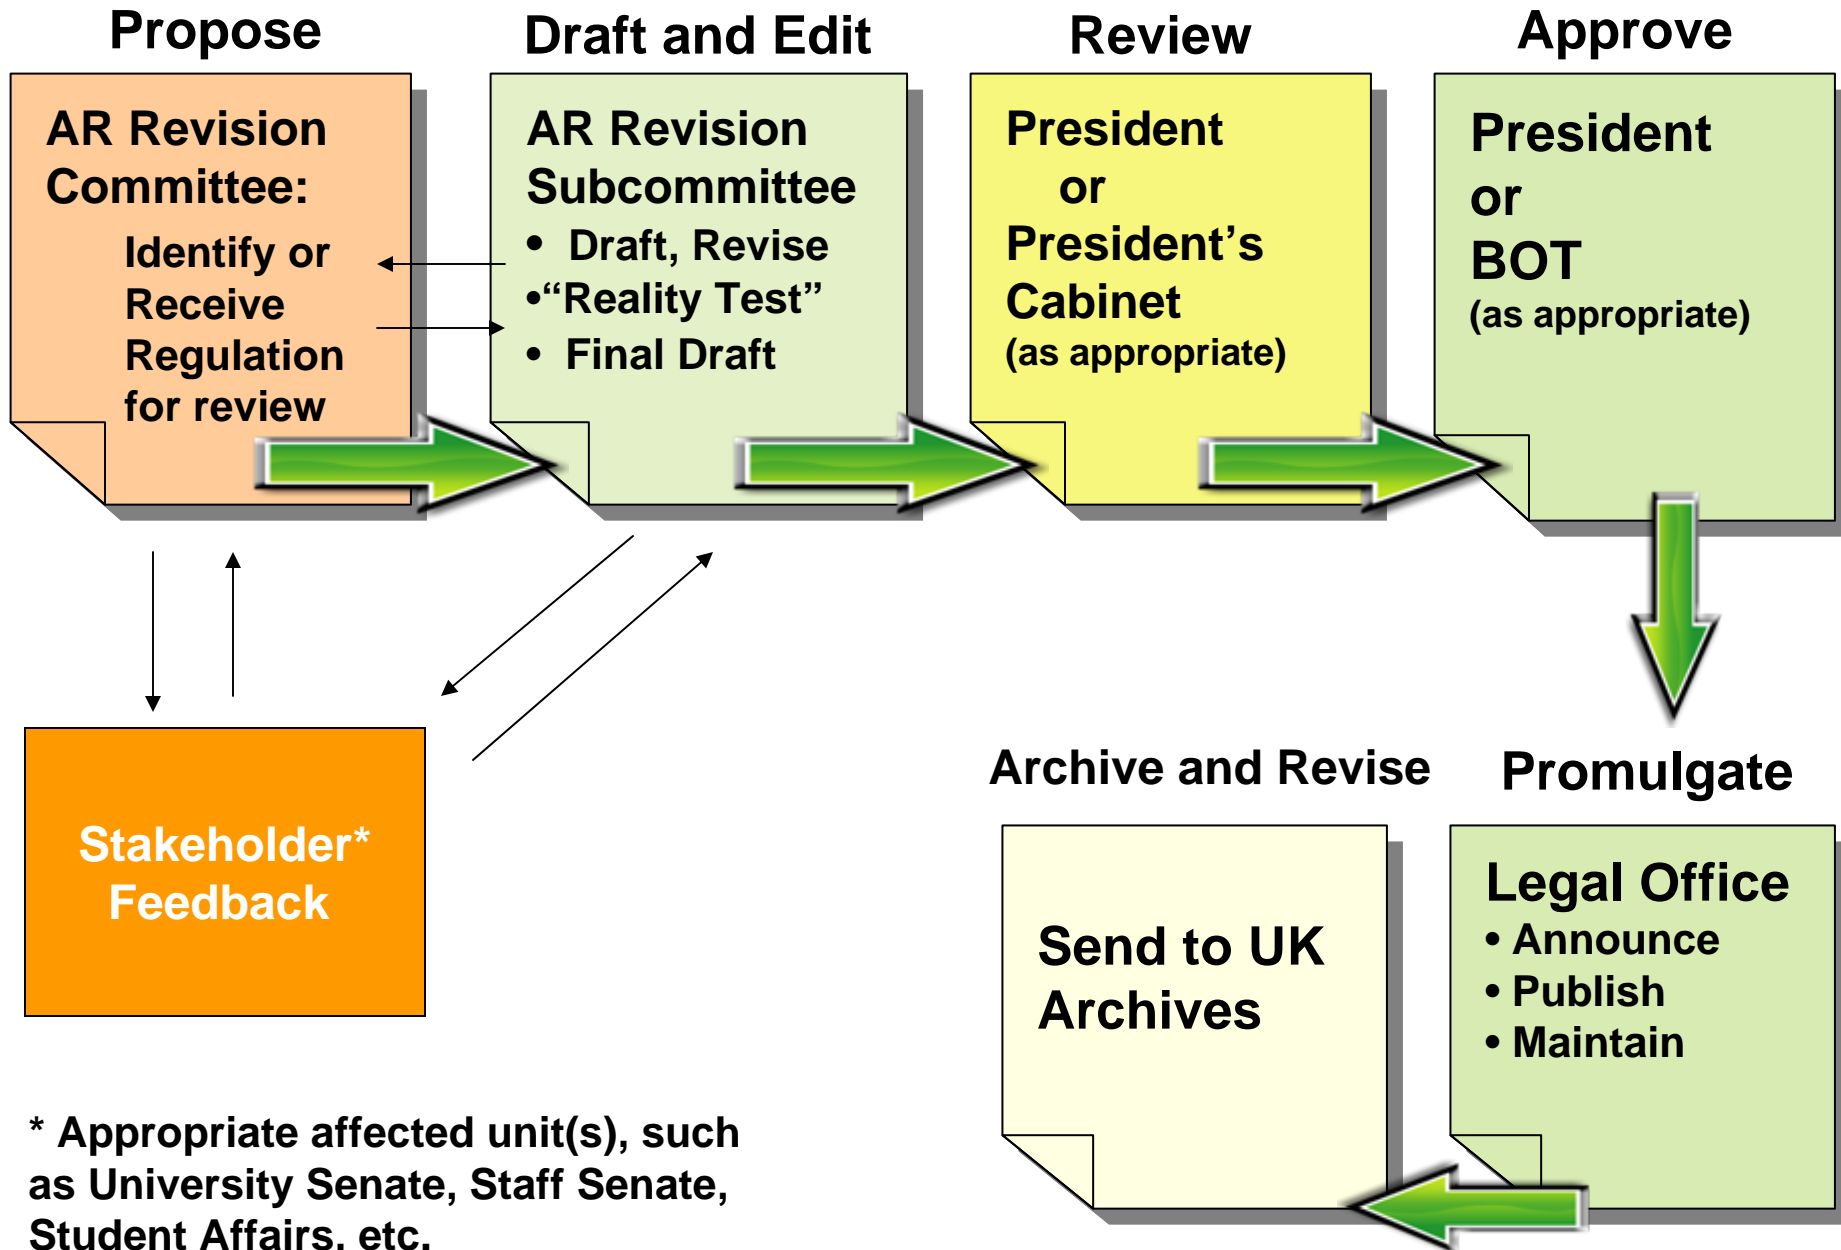 Propose
AR Revision
Committee:
Identify or
Receive
Regulation
for review
Draft and Edit
AR Revision
Subcommittee
• Draft, Revise
•“Reality Test”
• Final Draft
Review
President
or
President’s
Cabinet
(as appropriate)
Approve
President
or
BOT
(as appropriate)
Stakeholder*
Feedback
Archive and Revise
Send to UK
Archives
Promulgate
Legal Office
• Announce
• Publish
• Maintain
* Appropriate affected unit(s), such
as University Senate, Staff Senate,
Student Affairs, etc.